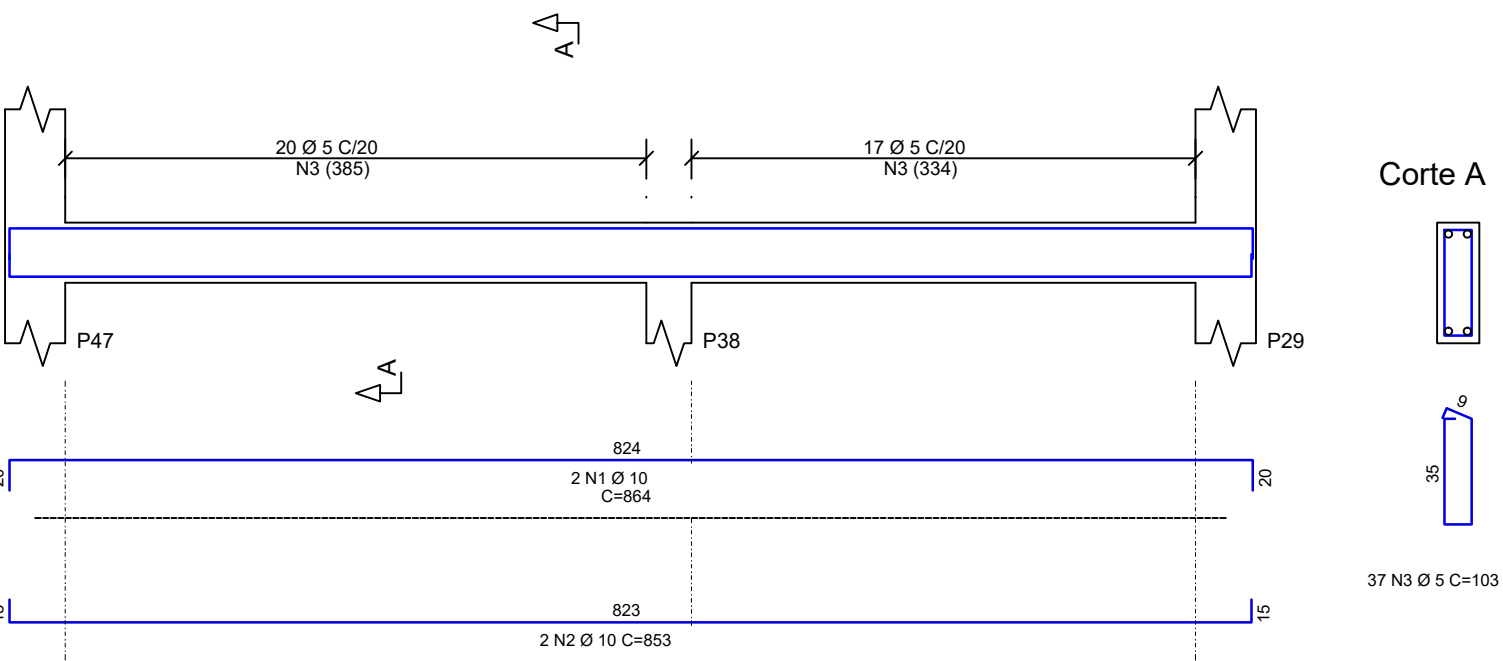 A
20 Ø 5 C/20
N3 (385)
17 Ø 5 C/20
N3 (334)
Corte A
P47
P38
P29
A
9
35
824
2 N1 Ø 10
C=864
20
37 N3 Ø 5 C=103
823
15
2 N2 Ø 10 C=853